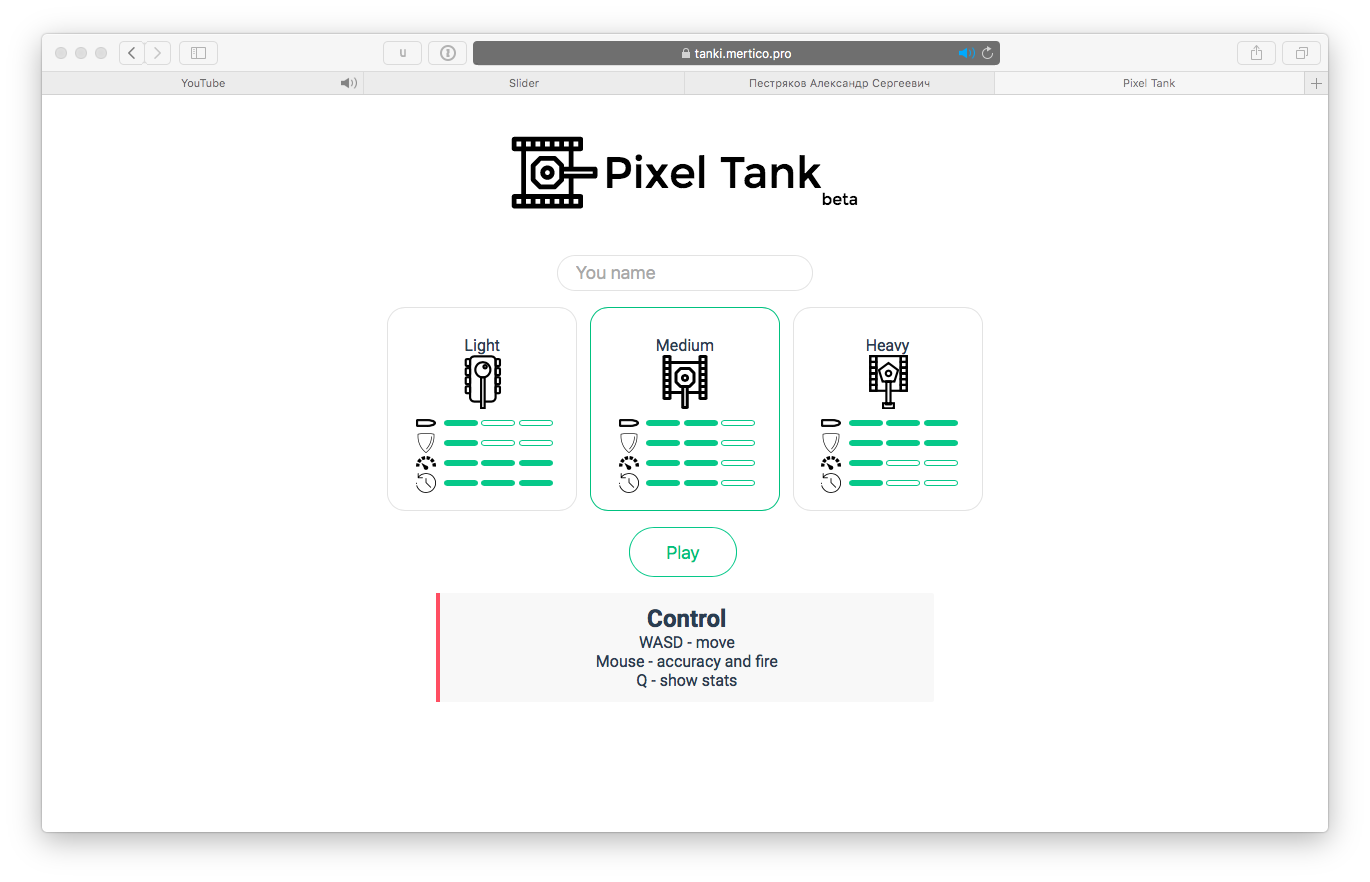 u
tanki.mertico.pro
YouTube
Slider
Пестряков Александр Сергеевич
Pixel Tank
Pixel Tank
beta
You name
Light
Medium
Heavy
Play
Control
WASD - move
Mouse - accuracy and fire
Q - show stats